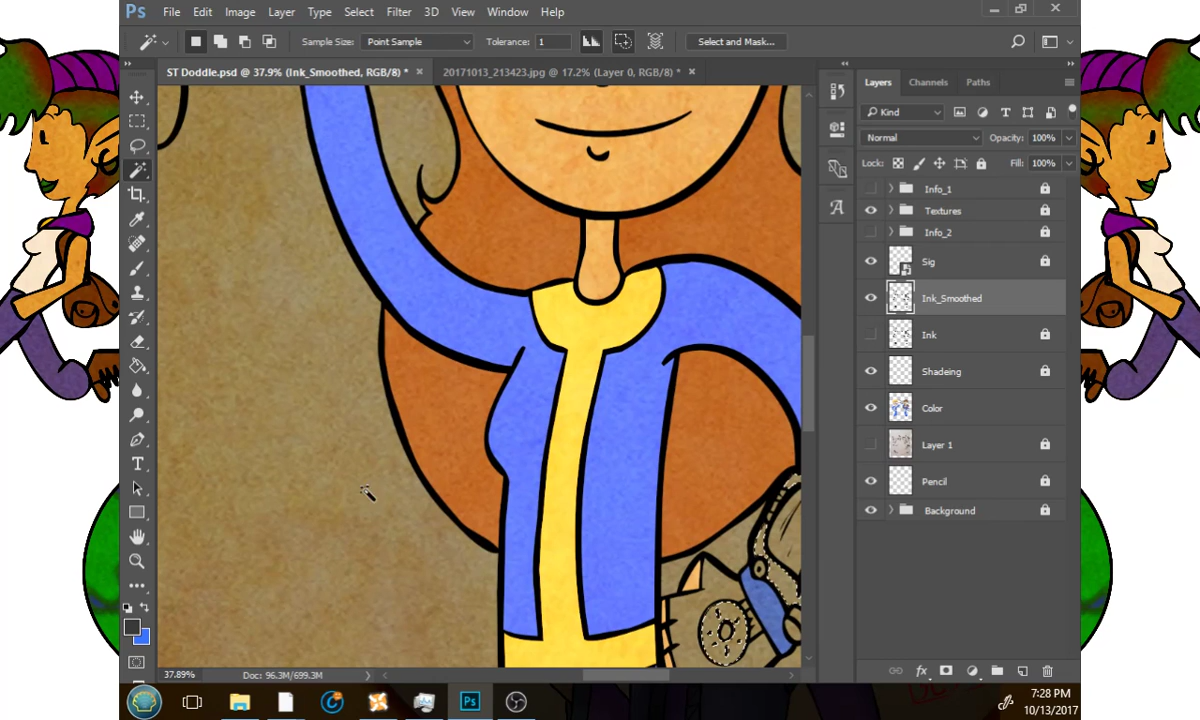 Ps File Edit Image Layer Type Select Filter 3D View Window Help
Sample Size: Point Sample Tolerance: 1 Select and Mask...
ST Doddle.psd @ 37.9% (Ink_Smoothed, RGB/8) * × 20171013_213423.jpg @ 17.2% (Layer 0, RGB/8) * ×
Layers Channels Paths
Kind
Normal Opacity: 100%
Lock: Fill: 100%
Info_1
Textures
Info_2
Sig
Ink_Smoothed
Ink
Shadeing
Color
Layer 1
Pencil
Background
37.89% Doc: 96.3M/699.3M
fx
Ps
7:28 PM
10/13/2017